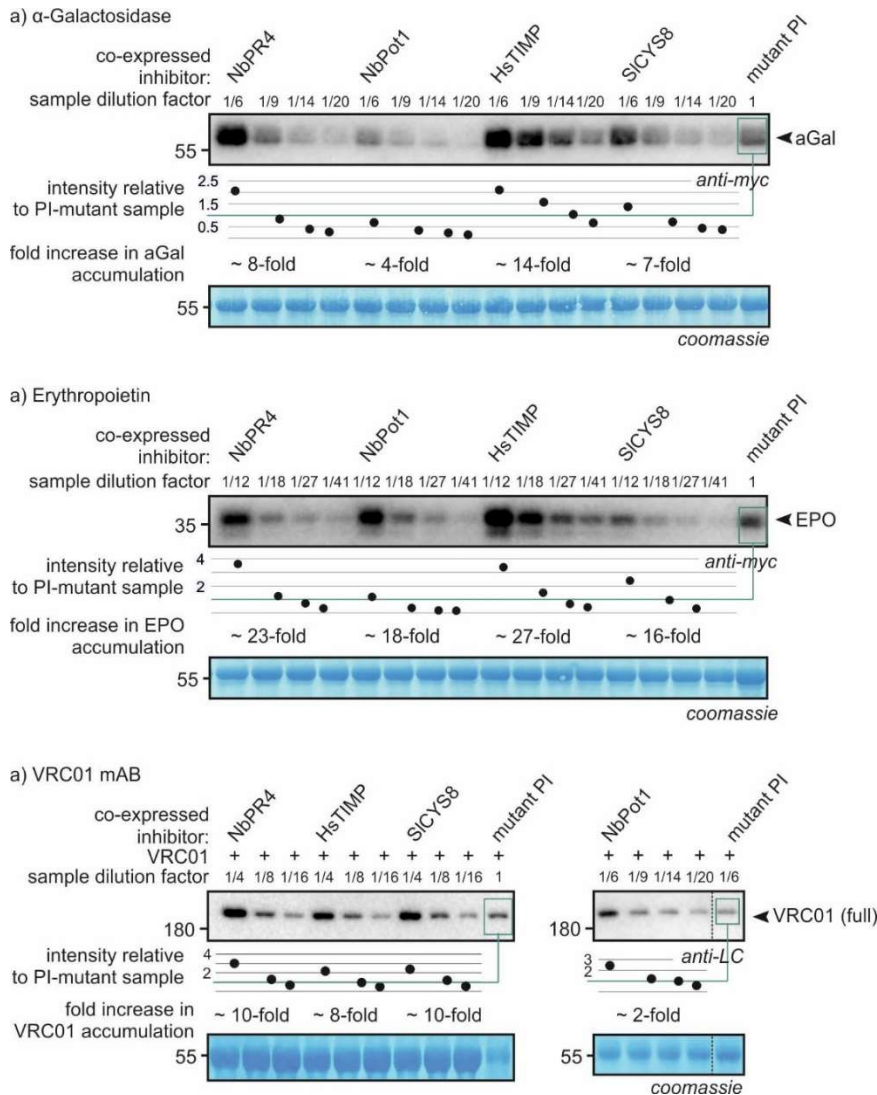 a) α-Galactosidase
co-expressed inhibitor: NbPR4 NbPot1 HsTIMP SlCYS8 mutant PI
sample dilution factor 1/6 1/9 1/14 1/20 1/6 1/9 1/14 1/20 1/6 1/9 1/14 1/20 1/6 1/9 1/14 1/20 1
55 aGal
anti-myc
intensity relative 2.5
to PI-mutant sample 1.5
0.5
fold increase in aGal
accumulation ~ 8-fold ~ 4-fold ~ 14-fold ~ 7-fold
55
coomassie
a) Erythropoietin
co-expressed inhibitor: NbPR4 NbPot1 HsTIMP SlCYS8 mutant PI
sample dilution factor 1/12 1/18 1/27 1/41 1/12 1/18 1/27 1/41 1/12 1/18 1/27 1/41 1/12 1/18 1/27 1/41 1
35 EPO
anti-myc
intensity relative 4
to PI-mutant sample 2
fold increase in EPO
accumulation ~ 23-fold ~ 18-fold ~ 27-fold ~ 16-fold
55
coomassie
a) VRC01 mAB
co-expressed inhibitor: NbPR4 HsTIMP SlCYS8 mutant PI NbPot1 mutant PI
VRC01 + + + + + + + + + + + + + + +
sample dilution factor 1/4 1/8 1/16 1/4 1/8 1/16 1/4 1/8 1/16 1 1/6 1/9 1/14 1/20 1/6
180 180 VRC01 (full)
anti-LC
intensity relative 4 3
to PI-mutant sample 2 2
fold increase in
VRC01 accumulation ~ 10-fold ~ 8-fold ~ 10-fold ~ 2-fold
55 55
coomassie